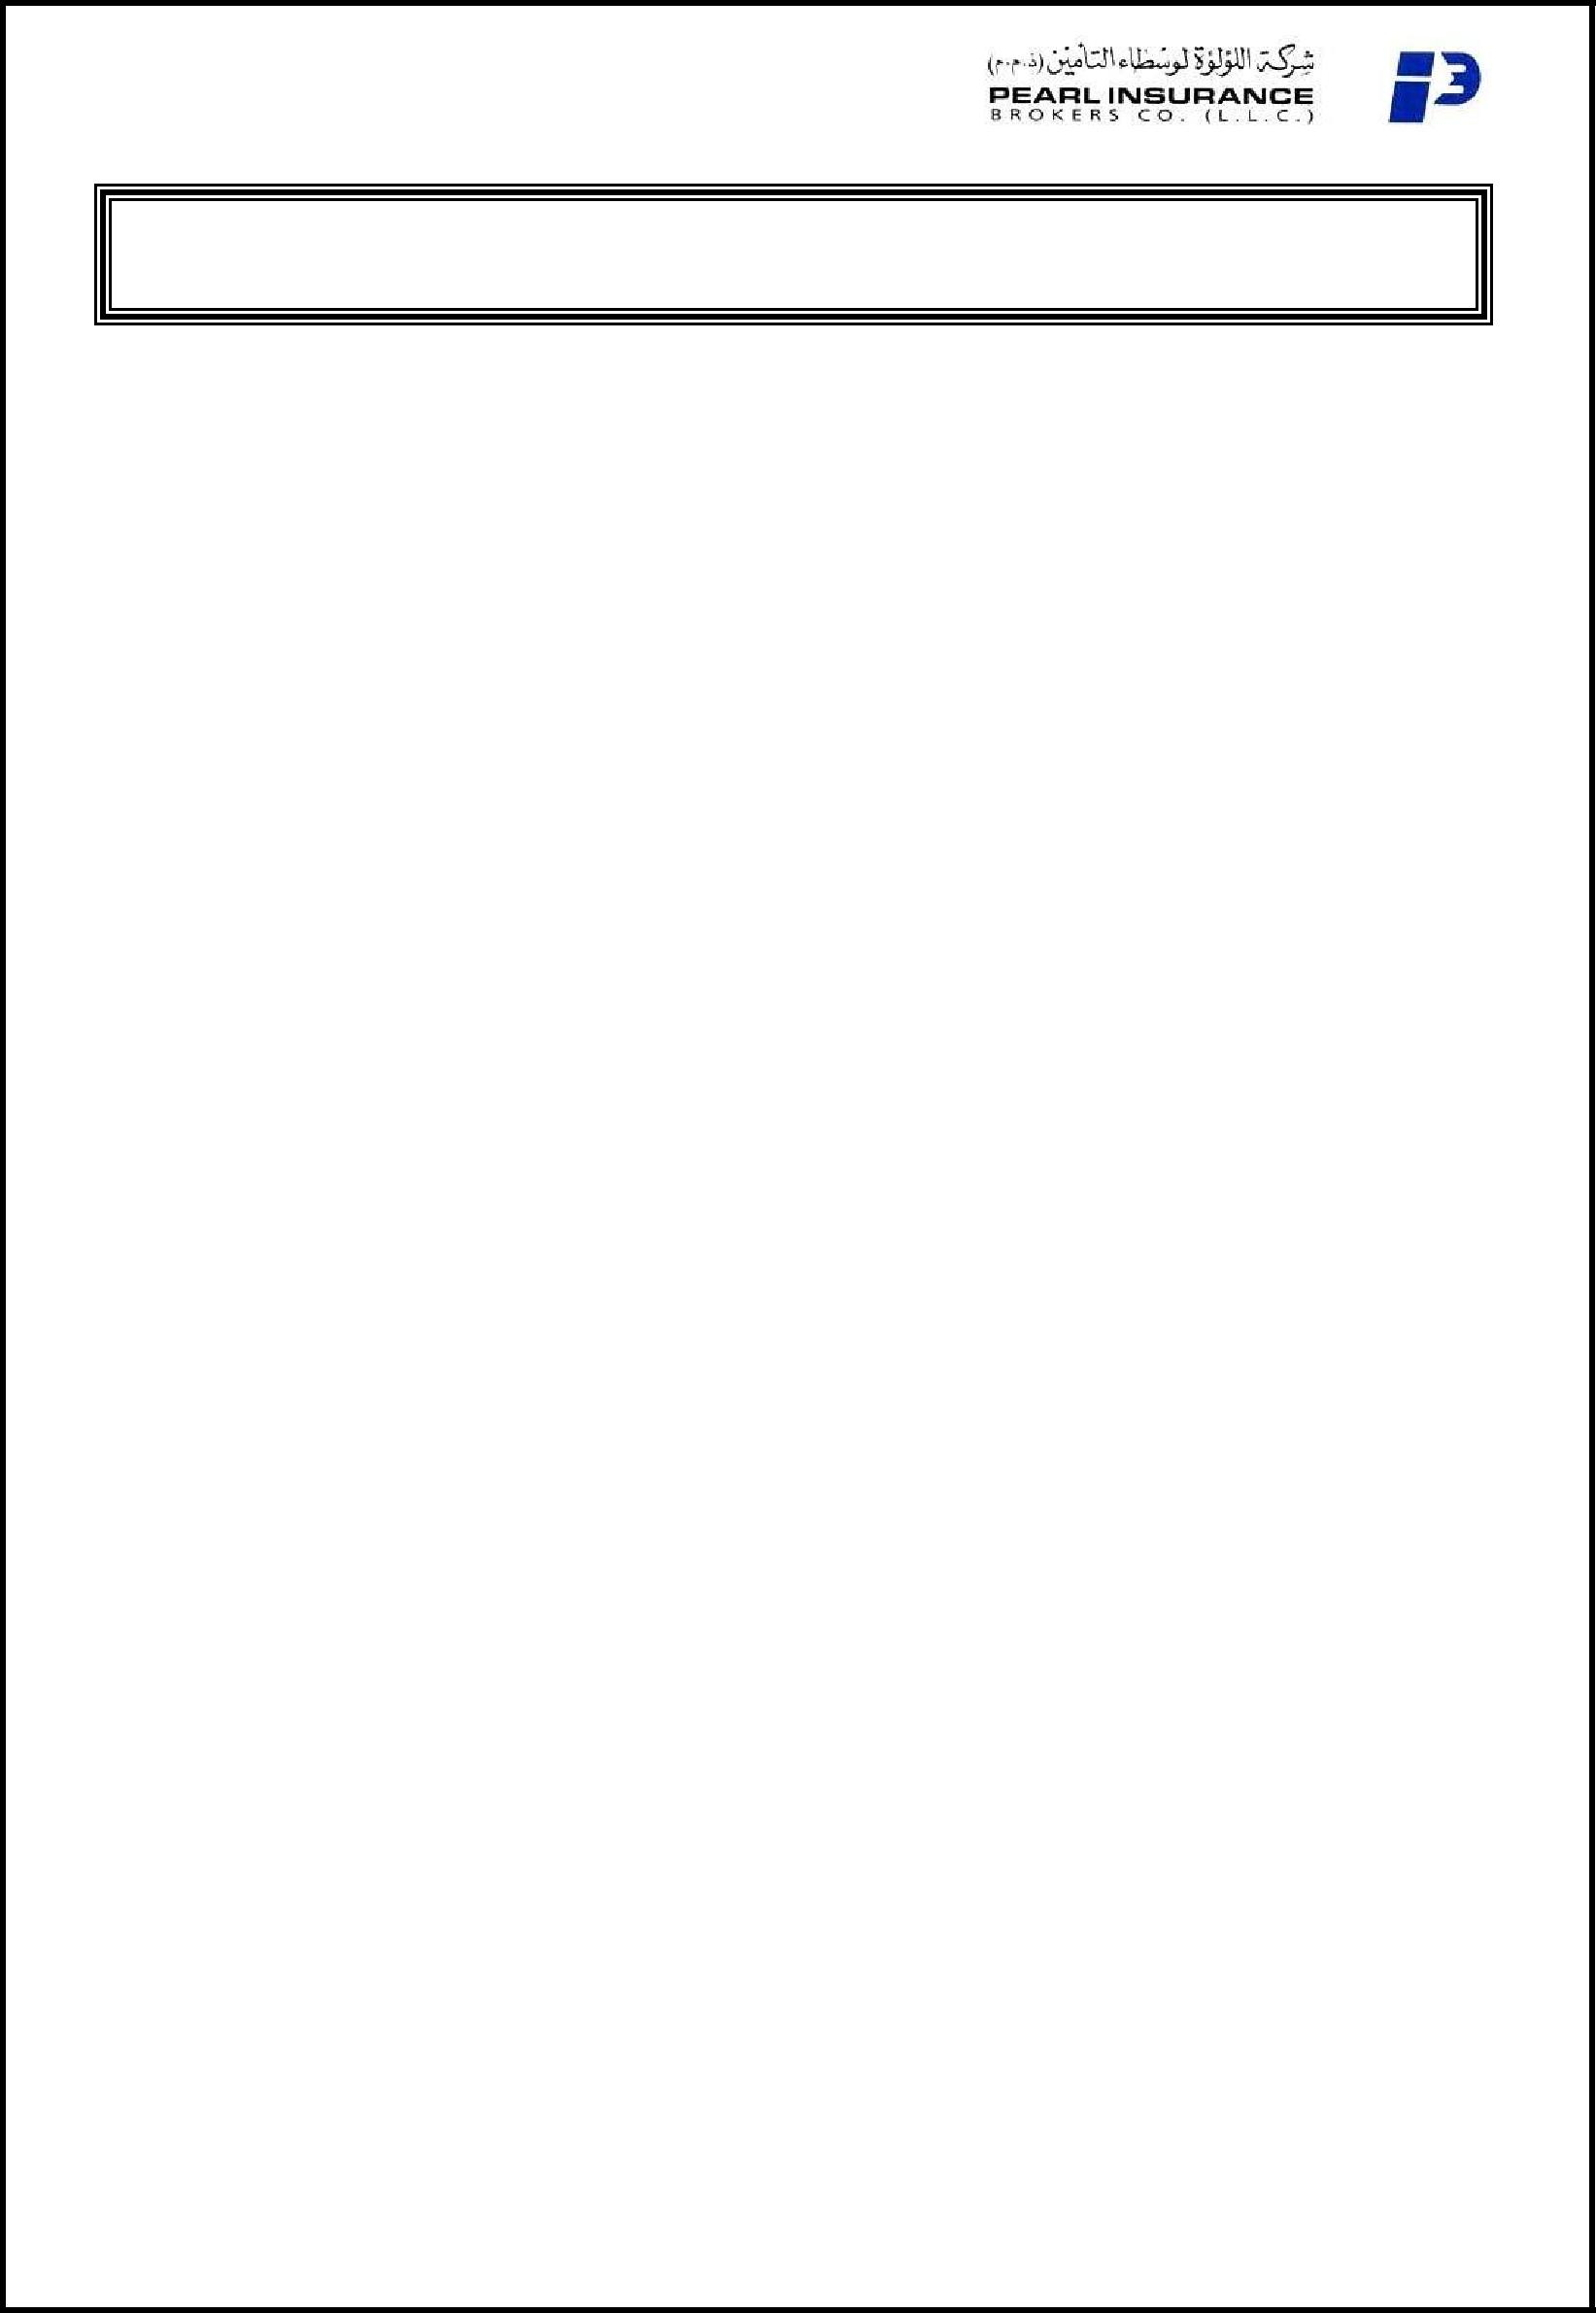 شركة اللؤلؤة لوسطاء التأمين (ذ.م.م)
PEARL INSURANCE
BROKERS CO. (L.L.C.)